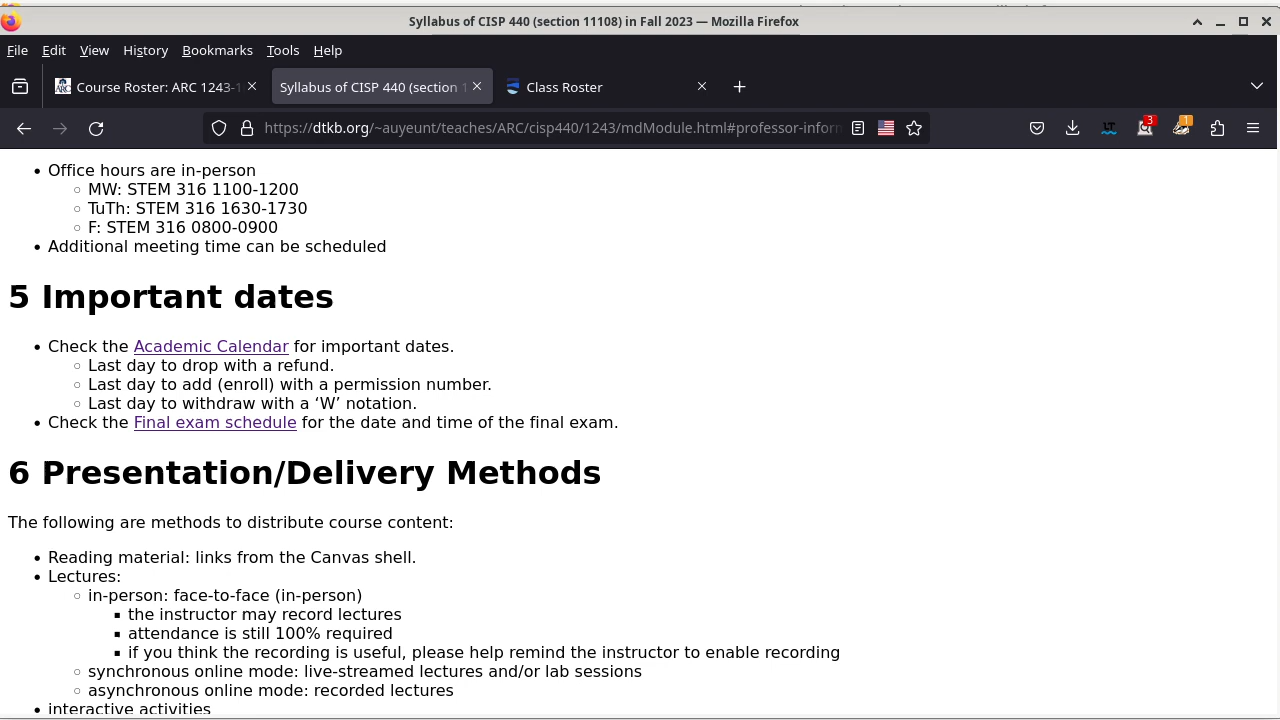 Syllabus of CISP 440 (section 11108) in Fall 2023 — Mozilla Firefox
File Edit View History Bookmarks Tools Help
Course Roster: ARC 1243-1
Syllabus of CISP 440 (section 1
Class Roster
https://dtkb.org/~auyeunt/teaches/ARC/cisp440/1243/mdModule.html#professor-inform
3
1
• Office hours are in-person
○ MW: STEM 316 1100-1200
○ TuTh: STEM 316 1630-1730
○ F: STEM 316 0800-0900
• Additional meeting time can be scheduled
5 Important dates
• Check the Academic Calendar for important dates.
○ Last day to drop with a refund.
○ Last day to add (enroll) with a permission number.
○ Last day to withdraw with a ‘W’ notation.
• Check the Final exam schedule for the date and time of the final exam.
6 Presentation/Delivery Methods
The following are methods to distribute course content:
• Reading material: links from the Canvas shell.
• Lectures:
○ in-person: face-to-face (in-person)
▪ the instructor may record lectures
▪ attendance is still 100% required
▪ if you think the recording is useful, please help remind the instructor to enable recording
○ synchronous online mode: live-streamed lectures and/or lab sessions
○ asynchronous online mode: recorded lectures
• interactive activities